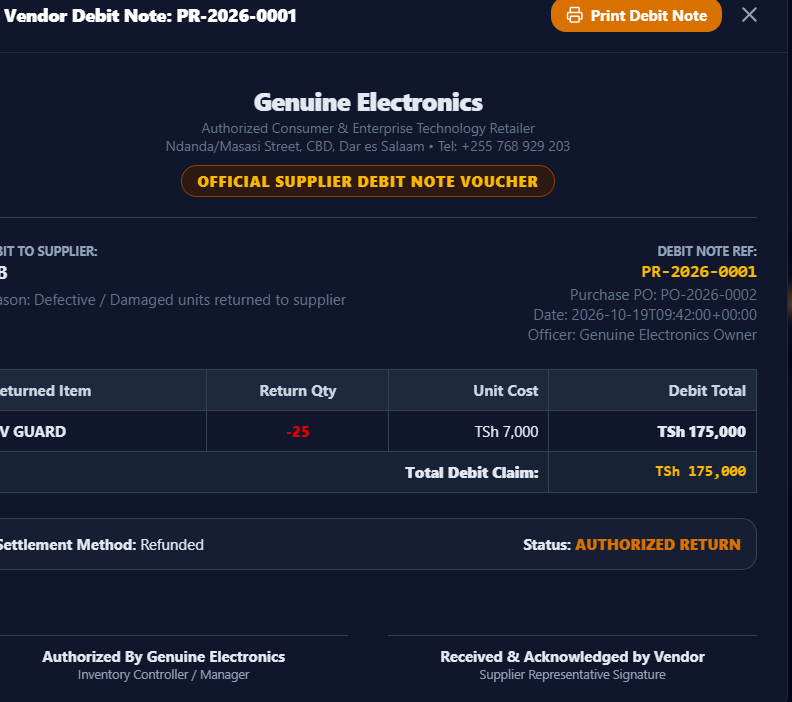 Vendor Debit Note: PR-2026-0001
Print Debit Note
Genuine Electronics
Authorized Consumer & Enterprise Technology Retailer
Ndanda/Masasi Street, CBD, Dar es Salaam • Tel: +255 768 929 203
OFFICIAL SUPPLIER DEBIT NOTE VOUCHER
TO SUPPLIER:
Defective / Damaged units returned to supplier
DEBIT NOTE REF:
PR-2026-0001
Purchase PO: PO-2026-0002
Date: 2026-10-19T09:42:00+00:00
Officer: Genuine Electronics Owner
Item Return Qty Unit Cost Debit Total
GUARD -25 TSh 7,000 TSh 175,000
Total Debit Claim: TSh 175,000
Settlement Method: Refunded
Status: AUTHORIZED RETURN
Authorized By Genuine Electronics
Inventory Controller / Manager
Received & Acknowledged by Vendor
Supplier Representative Signature